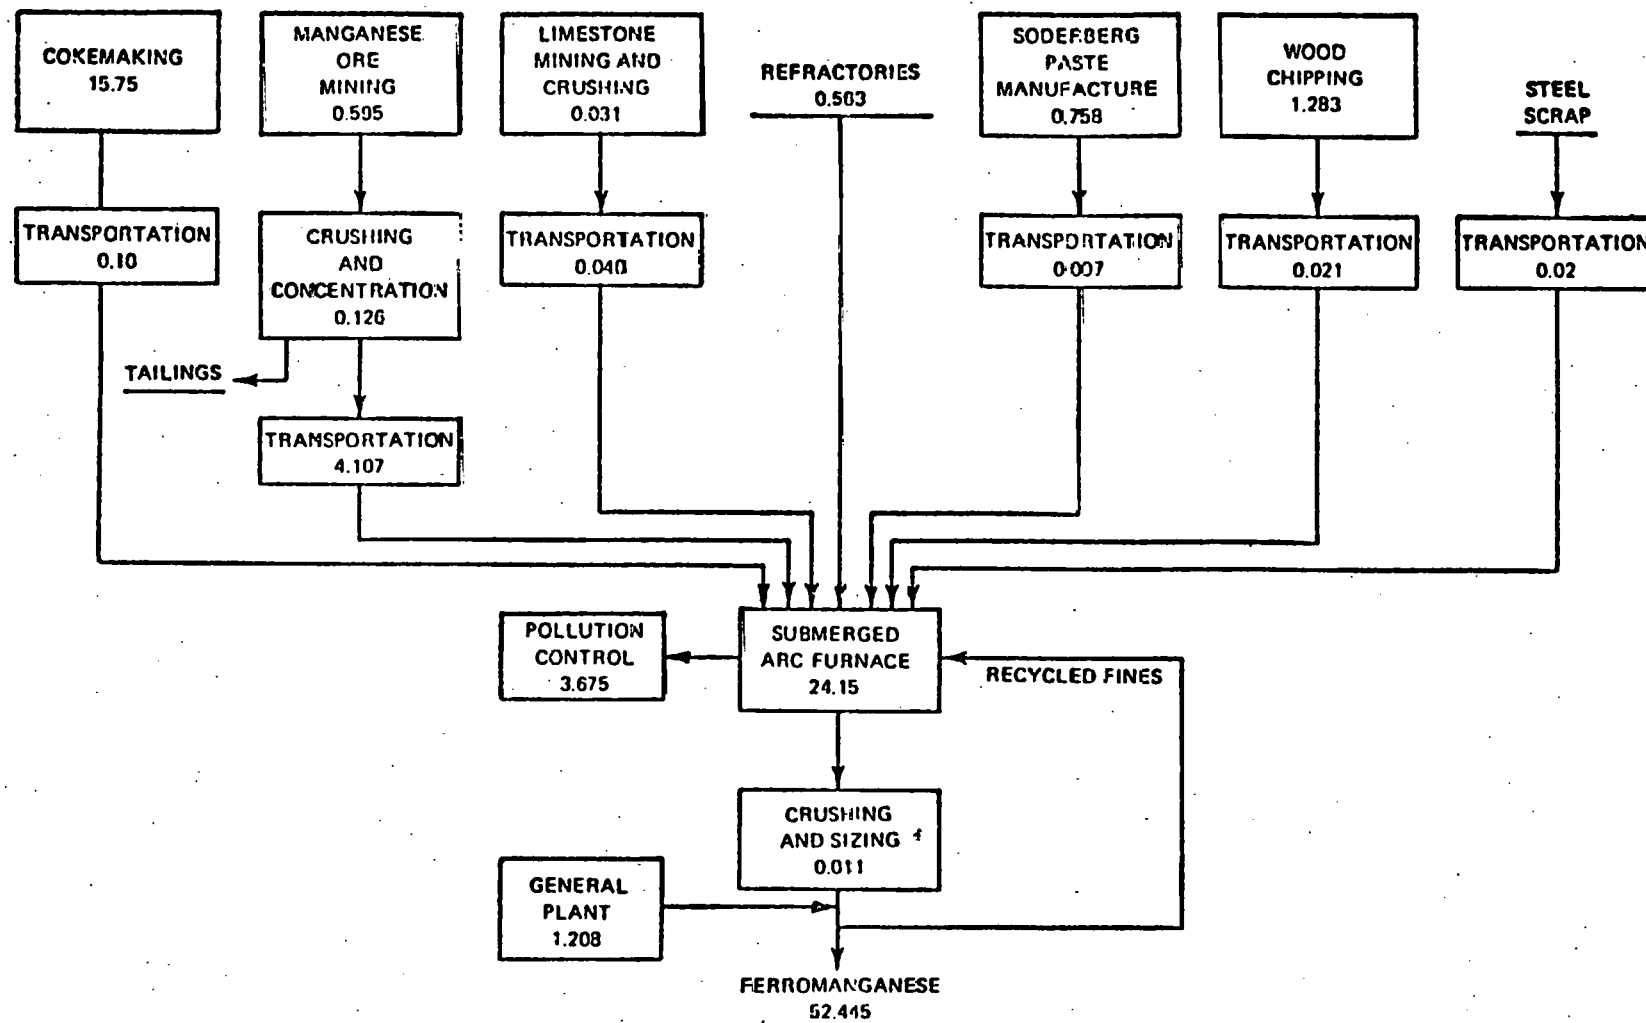 COKEMAKING
15.75
MANGANESE
ORE
MINING
0.595
LIMESTONE
MINING AND
CRUSHING
0.031
REFRACTORIES
0.563
SODERBERG
PASTE
MANUFACTURE
0.758
WOOD
CHIPPING
1.283
STEEL
SCRAP
TRANSPORTATION
0.10
CRUSHING
AND
CONCENTRATION
0.126
TRANSPORTATION
0.040
TRANSPORTATION
0.007
TRANSPORTATION
0.021
TRANSPORTATION
0.02
TAILINGS
TRANSPORTATION
4.107
POLLUTION
CONTROL
3.675
SUBMERGED
ARC FURNACE
24.15
RECYCLED FINES
CRUSHING
AND SIZING
0.011
GENERAL
PLANT
1.208
FERROMANGANESE
52.445